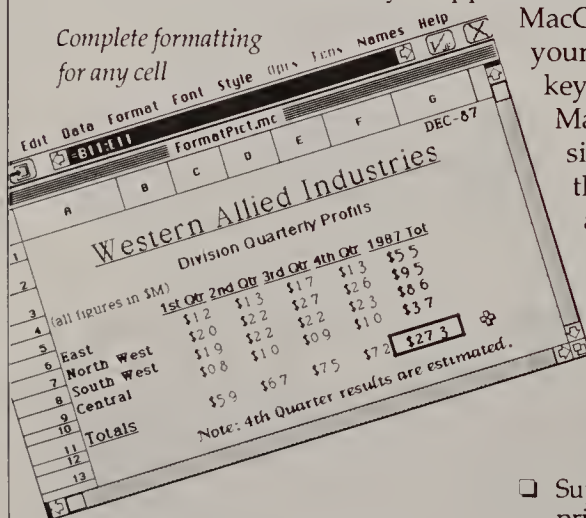 Complete formatting
for any cell
Edit Data Format Font Style Names Help
=B11:E11
FormatPict.mc
A B C D E F G
1 DEC-87
2 Western Allied Industries
3 Division Quarterly Profits
4 (all figures in $M)
5 1st Qtr 2nd Qtr 3rd Qtr 4th Qtr 1987 Tot
6 East $1.2 $1.3 $1.7 $1.3 $5.5
7 North West $2.0 $2.2 $2.7 $2.6 $9.5
8 South West $1.9 $2.2 $2.2 $2.3 $8.6
9 Central $0.8 $1.0 $0.9 $1.0 $3.7
10
11 Totals $5.9 $6.7 $7.5 $7.2 $27.3
12
13 Note: 4th Quarter results are estimated.
MacC
your
key
Ma
si
th
Su